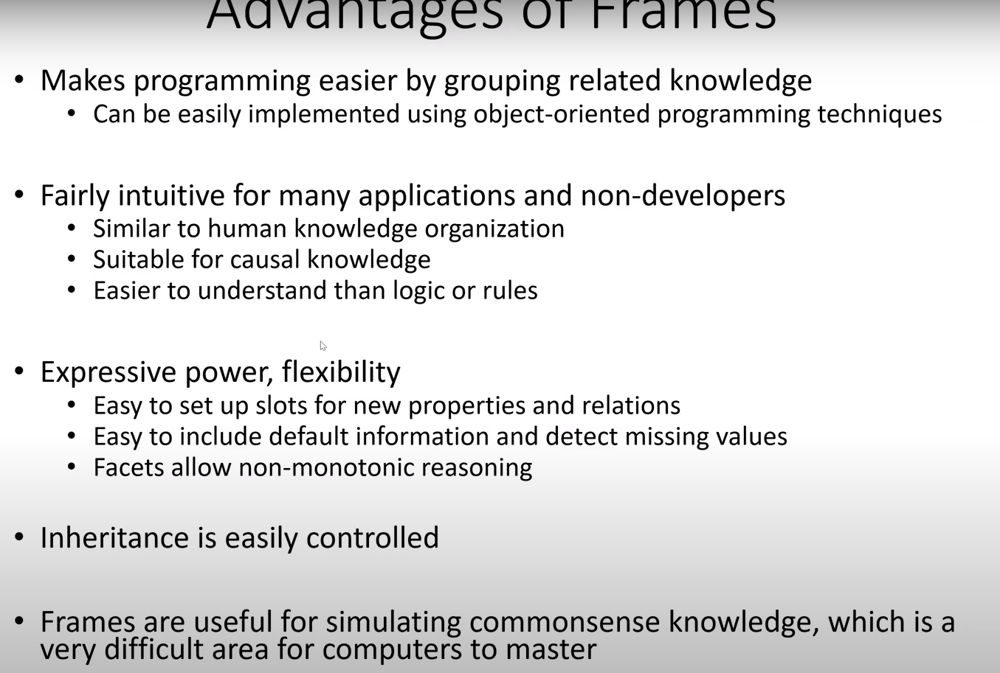 Advantages of Frames
• Makes programming easier by grouping related knowledge
• Can be easily implemented using object-oriented programming techniques
• Fairly intuitive for many applications and non-developers
• Similar to human knowledge organization
• Suitable for causal knowledge
• Easier to understand than logic or rules
• Expressive power, flexibility
• Easy to set up slots for new properties and relations
• Easy to include default information and detect missing values
• Facets allow non-monotonic reasoning
• Inheritance is easily controlled
• Frames are useful for simulating commonsense knowledge, which is a
very difficult area for computers to master